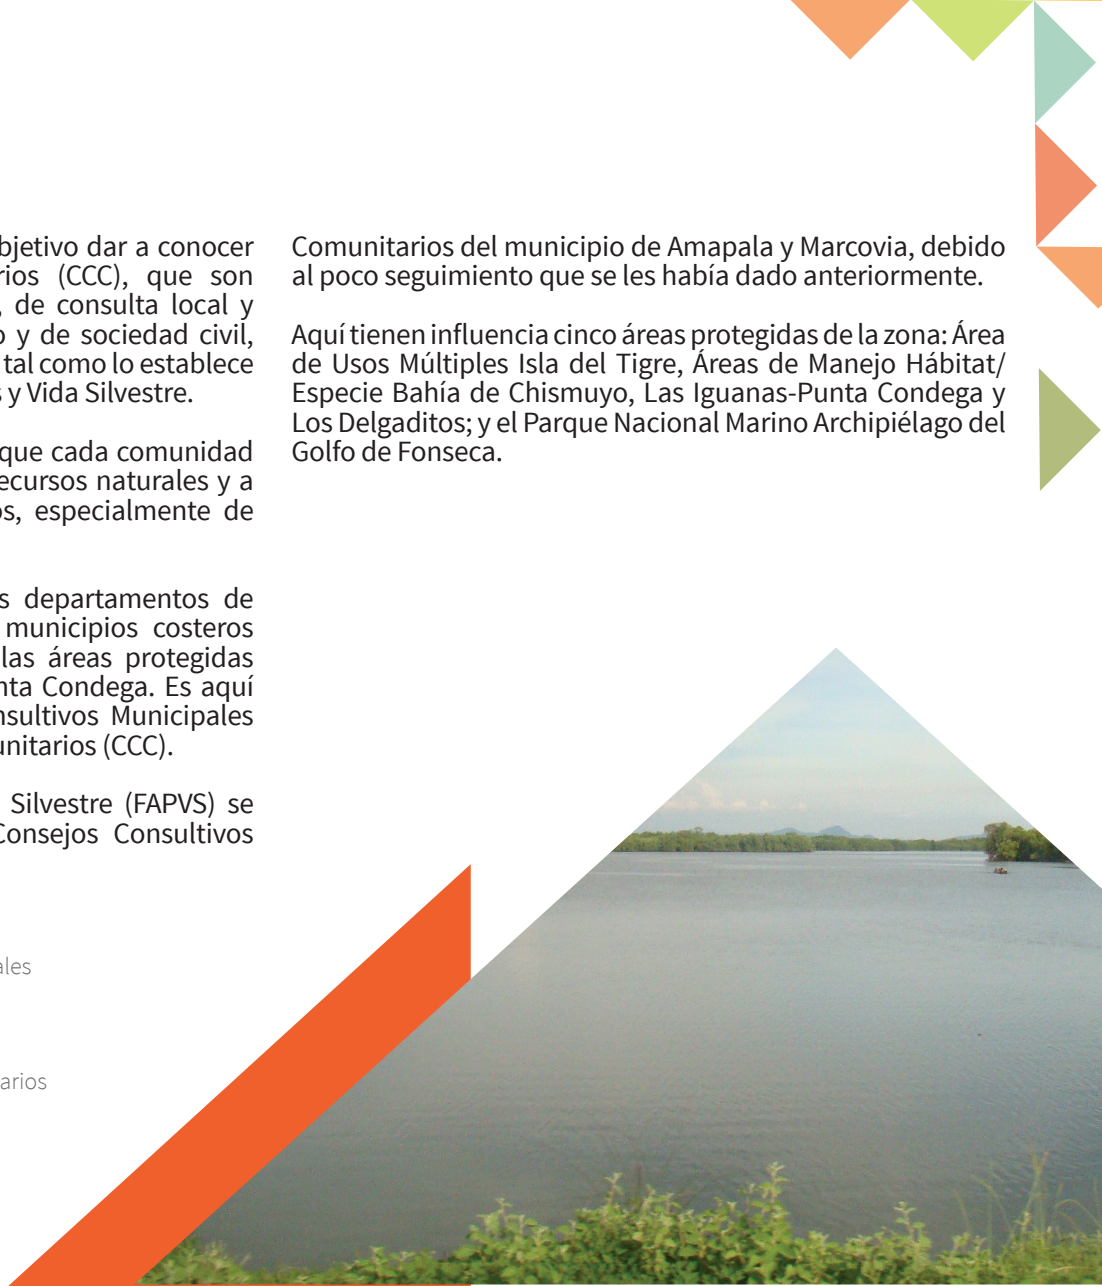 bjetivo dar a conocer
rios (CCC), que son
, de consulta local y
o y de sociedad civil,
tal como lo establece
s y Vida Silvestre.
que cada comunidad
ecursos naturales y a
os, especialmente de
s departamentos de
municipios costeros
las áreas protegidas
nta Condega. Es aquí
nsultivos Municipales
unitarios (CCC).
Silvestre (FAPVS) se
Consejos Consultivos
ales
arios
Comunitarios del municipio de Amapala y Marcovia, debido
al poco seguimiento que se les había dado anteriormente.
Aquí tienen influencia cinco áreas protegidas de la zona: Área
de Usos Múltiples Isla del Tigre, Áreas de Manejo Hábitat/
Especie Bahía de Chismuyo, Las Iguanas-Punta Condega y
Los Delgaditos; y el Parque Nacional Marino Archipiélago del
Golfo de Fonseca.